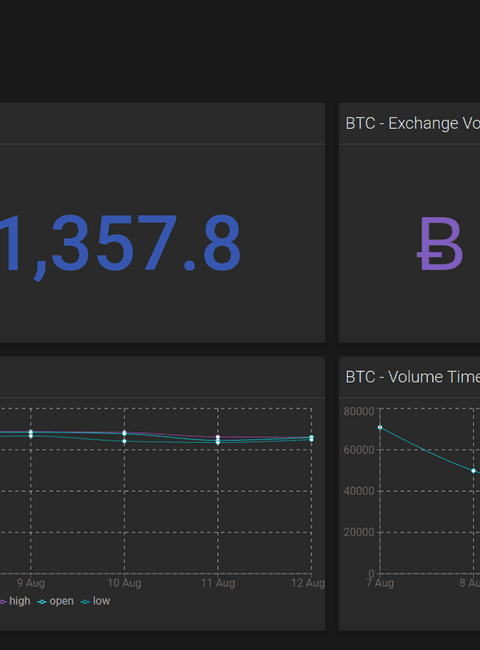 BTC - Exchange Vo
1,357.8
Ƀ
BTC - Volume Time
9 Aug 10 Aug 11 Aug 12 Aug
high open low
80000
60000
40000
20000
0
7 Aug 8 Au